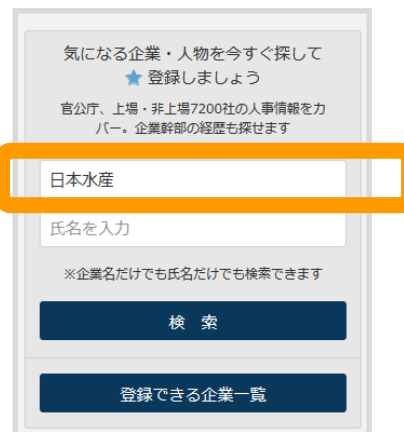 気になる企業・人物を今すぐ探して
★登録しましょう
官公庁、上場・非上場7200社の人事情報をカ
バー。企業幹部の経歴も探せます
日本水産
氏名を入力
※企業名だけでも氏名だけでも検索できます
検 索
登録できる企業一覧